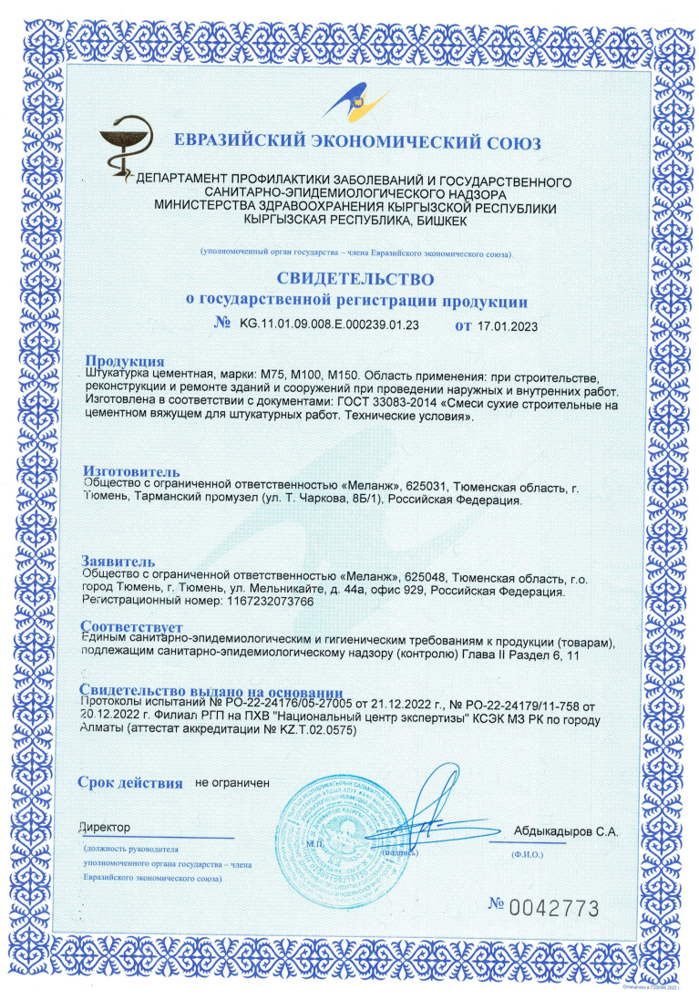 ЕВРАЗИЙСКИЙ ЭКОНОМИЧЕСКИЙ СОЮЗ
ДЕПАРТАМЕНТ ПРОФИЛАКТИКИ ЗАБОЛЕВАНИЙ И ГОСУДАРСТВЕННОГО
САНИТАРНО-ЭПИДЕМИОЛОГИЧЕСКОГО НАДЗОРА
МИНИСТЕРСТВА ЗДРАВООХРАНЕНИЯ КЫРГЫЗСКОЙ РЕСПУБЛИКИ
КЫРГЫЗСКАЯ РЕСПУБЛИКА, БИШКЕК
(уполномоченный орган государства – члена Евразийского экономического союза)
СВИДЕТЕЛЬСТВО
о государственной регистрации продукции
№ KG.11.01.09.008.E.000239.01.23 от 17.01.2023
Продукция
Штукатурка цементная, марки: М75, М100, М150. Область применения: при строительстве,
реконструкции и ремонте зданий и сооружений при проведении наружных и внутренних работ.
Изготовлена в соответствии с документами: ГОСТ 33083-2014 «Смеси сухие строительные на
цементном вяжущем для штукатурных работ. Технические условия».
Изготовитель
Общество с ограниченной ответственностью «Меланж», 625031, Тюменская область, г.
Тюмень, Тарманский промузел (ул. Т. Чаркова, 8Б/1), Российская Федерация.
Заявитель
Общество с ограниченной ответственностью «Меланж», 625048, Тюменская область, г.о.
город Тюмень, г. Тюмень, ул. Мельникайте, д. 44а, офис 929, Российская Федерация.
Регистрационный номер: 1167232073766
Соответствует
Единым санитарно-эпидемиологическим и гигиеническим требованиям к продукции (товарам),
подлежащим санитарно-эпидемиологическому надзору (контролю) Глава II Раздел 6, 11
Свидетельство выдано на основании
Протоколы испытаний № РО-22-24176/05-27005 от 21.12.2022 г., № РО-22-24179/11-758 от
20.12.2022 г. Филиал РГП на ПХВ "Национальный центр экспертизы" КСЭК МЗ РК по городу
Алматы (аттестат аккредитации № KZ.T.02.0575)
Срок действия не ограничен
Директор
Абдыкадыров С.А.
(должность руководителя
уполномоченного органа государства – члена
Евразийского экономического союза)
М.П.
(подпись)
(Ф.И.О.)
№ 0042773
Отпечатано в ГОЗНАК 2022 г.